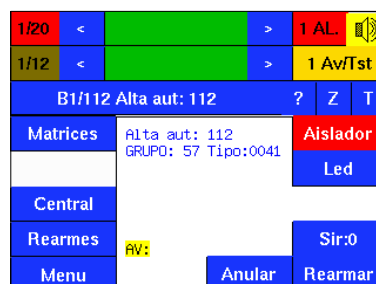 1/20 < > 1 AL.
1/12 < > 1 Av/Tst
B1/112 Alta aut: 112 ? Z T
Matrices
Alta aut: 112
GRUPO: 57 Tipo:0041
Aislador
Led
Central
Rearmes
AV:
Sir:0
Menu
Anular
Rearmar